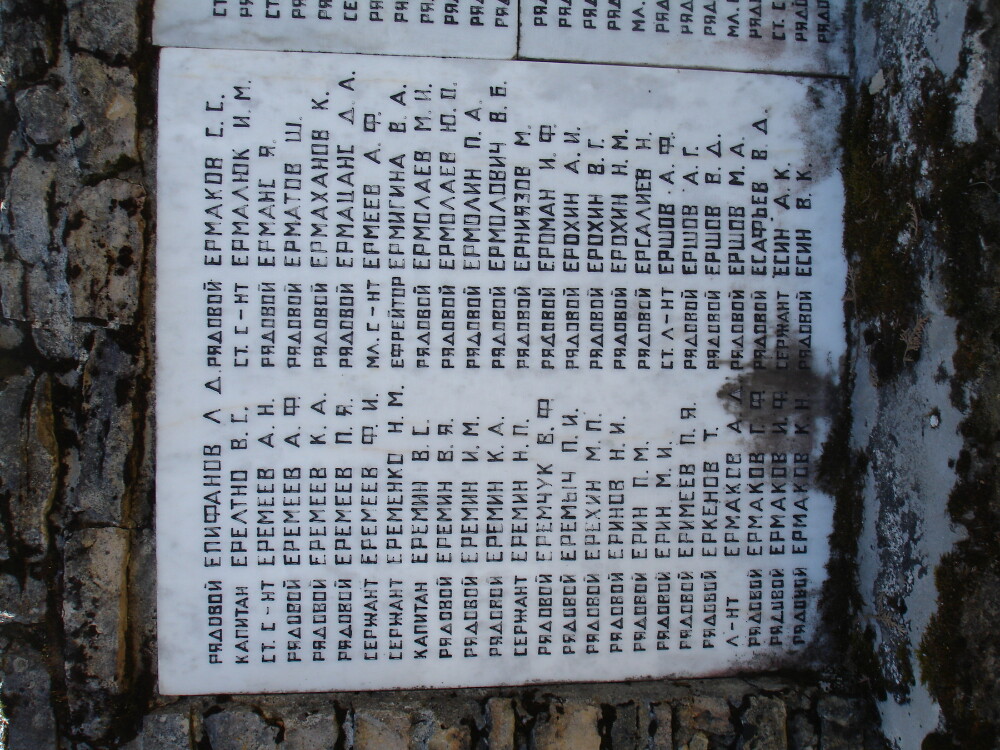 РЯДОВОЙ ЕПИФАНОВ Л Д.
КАПИТАН ЕРЕЛТНО В.Г.
СТ. С-НТ ЕРЕМЕЕВ А. Н.
РЯДОВОЙ ЕРЕМЕЕВ А. Ф
РЯДОВОЙ ЕРЕМЕЕВ К. А.
РЯДОВОЙ ЕРЕМЕЕВ П. Я.
СЕРЖАНТ ЕРЕМЕЕВ Ф. И.
СЕРЖАНТ ЕРЕМЕНКО Н. М.
КАПИТАН ЕРЕМИН В. С.
РЯДОВОЙ ЕРЕМИН В. Я.
РЯДОВОЙ ЕРЕМИН И. М.
РЯДОВОЙ ЕРЕМИН К. А.
СЕРЖАНТ ЕРЕМИН Н. П.
РЯДОВОЙ ЕРЕМЧУК В. Ф
РЯДОВОЙ ЕРЕМЫЧ П. И.
РЯДОВОЙ ЕРЕХИН М. П.
РЯДОВОЙ ЕРИНОВ Н. И.
РЯДОВОЙ ЕРИН П. М.
РЯДОВОЙ ЕРИН М. И.
РЯДОВОЙ ЕРИМЕЕВ П. Я.
РЯДОВОЙ ЕРКЕНОВ Т.
Л-НТ ЕРМАКОВ А. Д
РЯДОВОЙ ЕРМАКОВ Г. Ф
РЯДОВОЙ ЕРМАКОВ И. Ф
РЯДОВОЙ ЕРМАКОВ К. Н.
РЯДОВОЙ ЕРМАКОВ С. С.
СТ. С-НТ ЕРМАЛЮК И. М.
РЯДОВОЙ ЕРМАНЕ Я.
РЯДОВОЙ ЕРМАТОВ Ш.
РЯДОВОЙ ЕРМАХАНОВ К.
РЯДОВОЙ ЕРМАШАНС Д А.
МЛ. С-НТ ЕРМЕЕВ А. Ф.
ЕФРЕЙТОР ЕРМИГИНА В. А.
РЯДОВОЙ ЕРМОЛАЕВ М. И.
РЯДОВОЙ ЕРМОЛАЕВ Ю. П.
РЯДОВОЙ ЕРМОЛИН П. А.
РЯДОВОЙ ЕРМОЛОВИЧ В. Б.
РЯДОВОЙ ЕРНИЯЗОВ М.
РЯДОВОЙ ЕРОМАН И. Ф
РЯДОВОЙ ЕРОХИН А. И.
РЯДОВОЙ ЕРОХИН В. Г.
РЯДОВОЙ ЕРОХИН Н. М.
РЯДОВОЙ ЕРСАЛИЕВ Н.
СТ. Л-НТ ЕРШОВ А. Ф.
РЯДОВОЙ ЕРШОВ А. Г.
РЯДОВОЙ ЕРШОВ В. Д.
РЯДОВОЙ ЕРШОВ М. А.
РЯДОВОЙ ЕСАФЬЕВ В. Д.
СЕРЖАНТ ЕСИН А. К.
РЯДОВОЙ ЕСИН В. К.